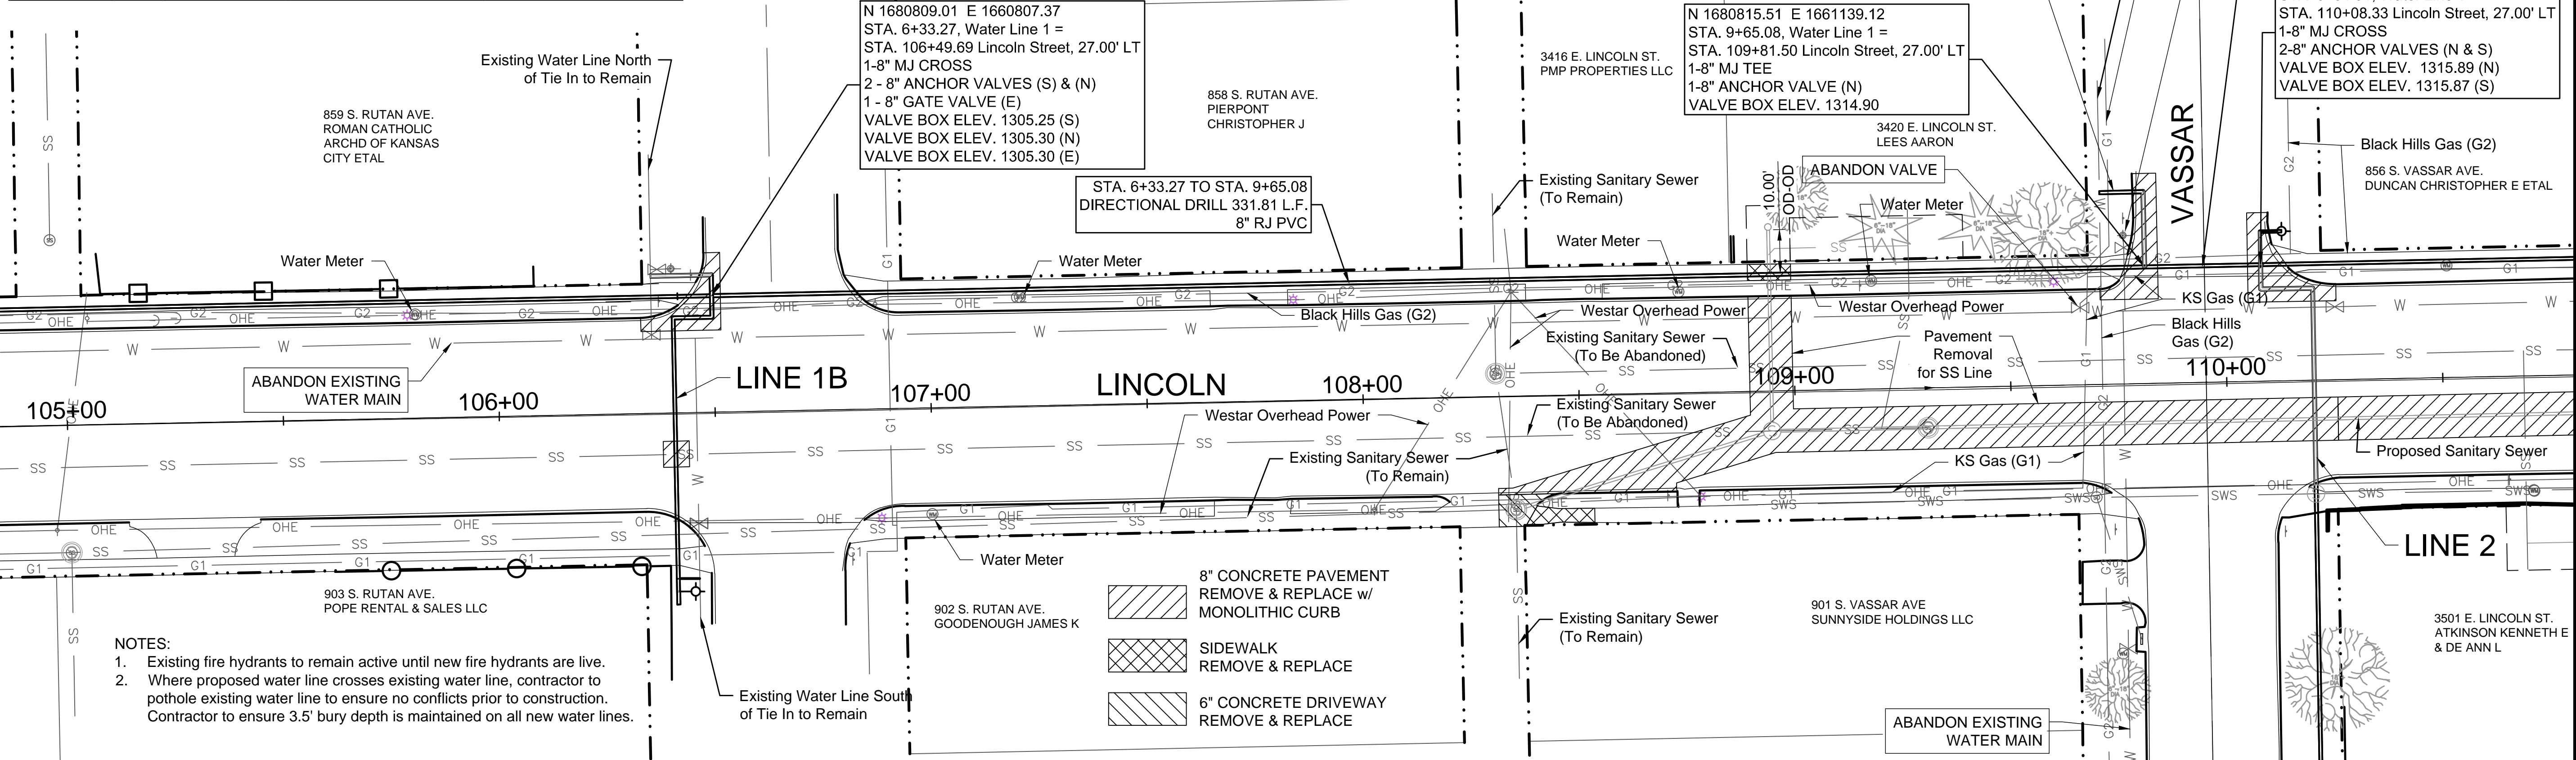 N 1680809.01  E 1660807.37
STA. 6+33.27, Water Line 1 =
STA. 106+49.69 Lincoln Street, 27.00' LT
1-8" MJ CROSS
2 - 8" ANCHOR VALVES (S) & (N)
1 - 8" GATE VALVE (E)
VALVE BOX ELEV. 1305.25 (S)
VALVE BOX ELEV. 1305.30 (N)
VALVE BOX ELEV. 1305.30 (E)
N 1680815.51  E 1661139.12
STA. 9+65.08, Water Line 1 =
STA. 109+81.50 Lincoln Street, 27.00' LT
1-8" MJ TEE
1-8" ANCHOR VALVE (N)
VALVE BOX ELEV. 1314.90
STA. 110+08.33 Lincoln Street, 27.00' LT
1-8" MJ CROSS
2-8" ANCHOR VALVES (N & S)
VALVE BOX ELEV.  1315.89 (N)
VALVE BOX ELEV.  1315.87 (S)
Existing Water Line North
of Tie In to Remain
859 S. RUTAN AVE.
ROMAN CATHOLIC
ARCHD OF KANSAS
CITY ETAL
858 S. RUTAN AVE.
PIERPONT
CHRISTOPHER J
3416 E. LINCOLN ST.
PMP PROPERTIES LLC
3420 E. LINCOLN ST.
LEES AARON
VASSAR
Black Hills Gas (G2)
856 S. VASSAR AVE.
DUNCAN CHRISTOPHER E ETAL
STA. 6+33.27 TO STA. 9+65.08
DIRECTIONAL DRILL 331.81 L.F.
8" RJ PVC
Existing Sanitary Sewer
(To Remain)
ABANDON VALVE
10.00'
OD-OD
Water Meter
Water Meter
Water Meter
Water Meter
Black Hills Gas (G2)
Westar Overhead Power
Westar Overhead Power
KS Gas (G1)
Existing Sanitary Sewer
(To Be Abandoned)
Pavement
Removal
for SS Line
Black Hills
Gas (G2)
ABANDON EXISTING
WATER MAIN
LINE 1B
LINCOLN
105+00
106+00
107+00
108+00
109+00
110+00
Westar Overhead Power
Existing Sanitary Sewer
(To Be Abandoned)
Existing Sanitary Sewer
(To Remain)
KS Gas (G1)
Proposed Sanitary Sewer
LINE 2
Water Meter
903 S. RUTAN AVE.
POPE RENTAL & SALES LLC
902 S. RUTAN AVE.
GOODENOUGH JAMES K
8" CONCRETE PAVEMENT
REMOVE & REPLACE w/
MONOLITHIC CURB
SIDEWALK
REMOVE & REPLACE
6" CONCRETE DRIVEWAY
REMOVE & REPLACE
Existing Sanitary Sewer
(To Remain)
901 S. VASSAR AVE
SUNNYSIDE HOLDINGS LLC
3501 E. LINCOLN ST.
ATKINSON KENNETH E
& DE ANN L
NOTES:
1.    Existing fire hydrants to remain active until new fire hydrants are live.
2.    Where proposed water line crosses existing water line, contractor to
pothole existing water line to ensure no conflicts prior to construction.
Contractor to ensure 3.5' bury depth is maintained on all new water lines.
Existing Water Line South
of Tie In to Remain
ABANDON EXISTING
WATER MAIN